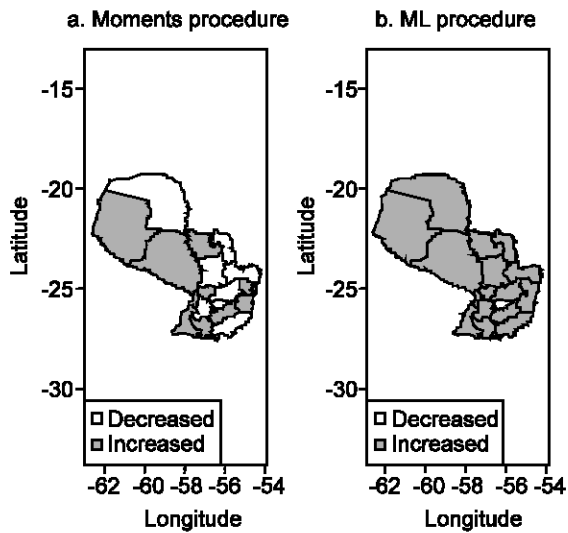 a. Moments procedure
b. ML procedure
Latitude
-15
-20
-25
-30
Decreased
Increased
-62 -60 -58 -56 -54
Longitude
Latitude
-15
-20
-25
-30
Decreased
Increased
-62 -60 -58 -56 -54
Longitude